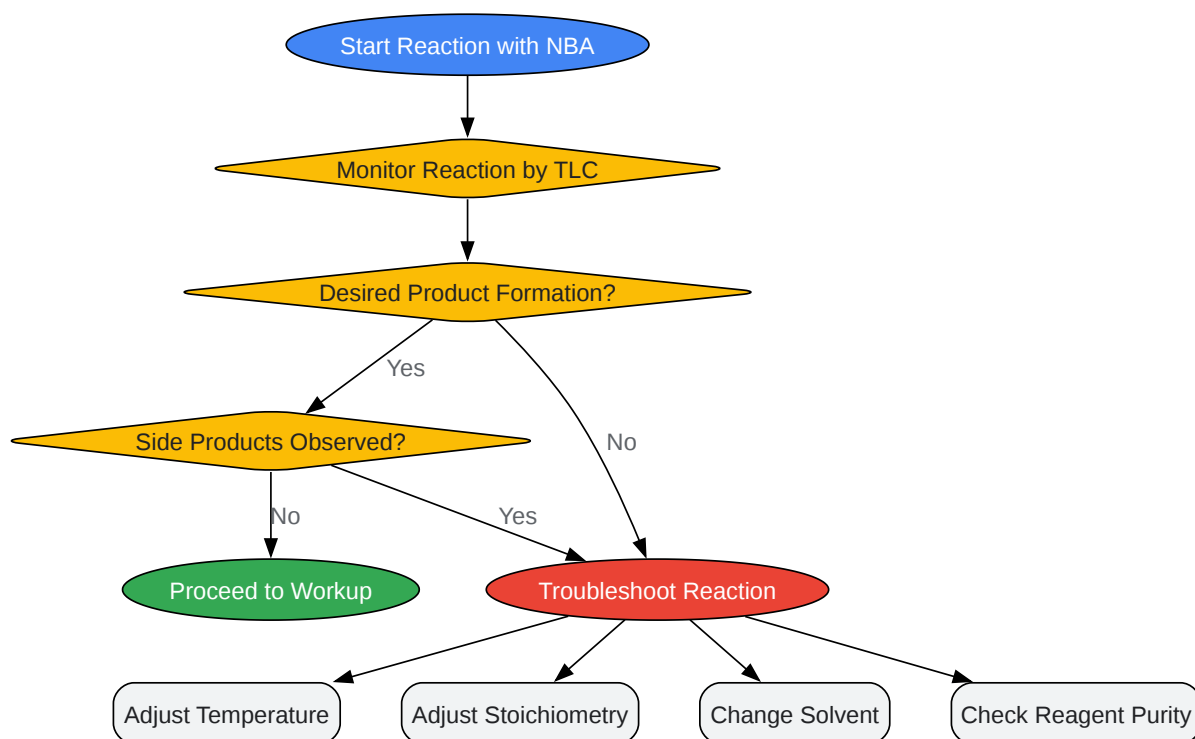 Start Reaction with NBA
Monitor Reaction by TLC
Desired Product Formation?
Yes
Side Products Observed?
No
No
Yes
Proceed to Workup
Troubleshoot Reaction
Adjust Temperature
Adjust Stoichiometry
Change Solvent
Check Reagent Purity